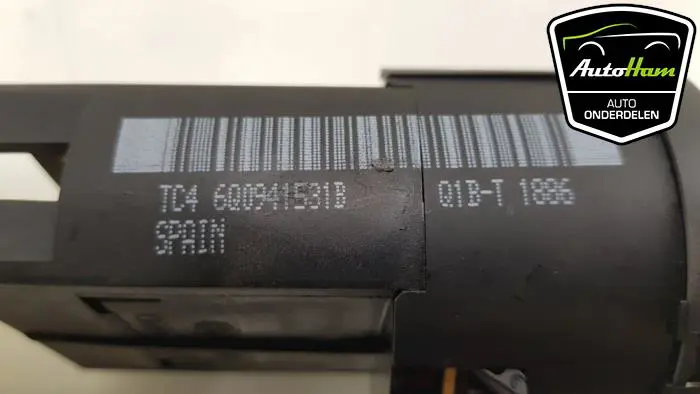 AutoHam
AUTO
ONDERDELEN
TC4 6Q0941531B Q1B-T 1886
SPAIN